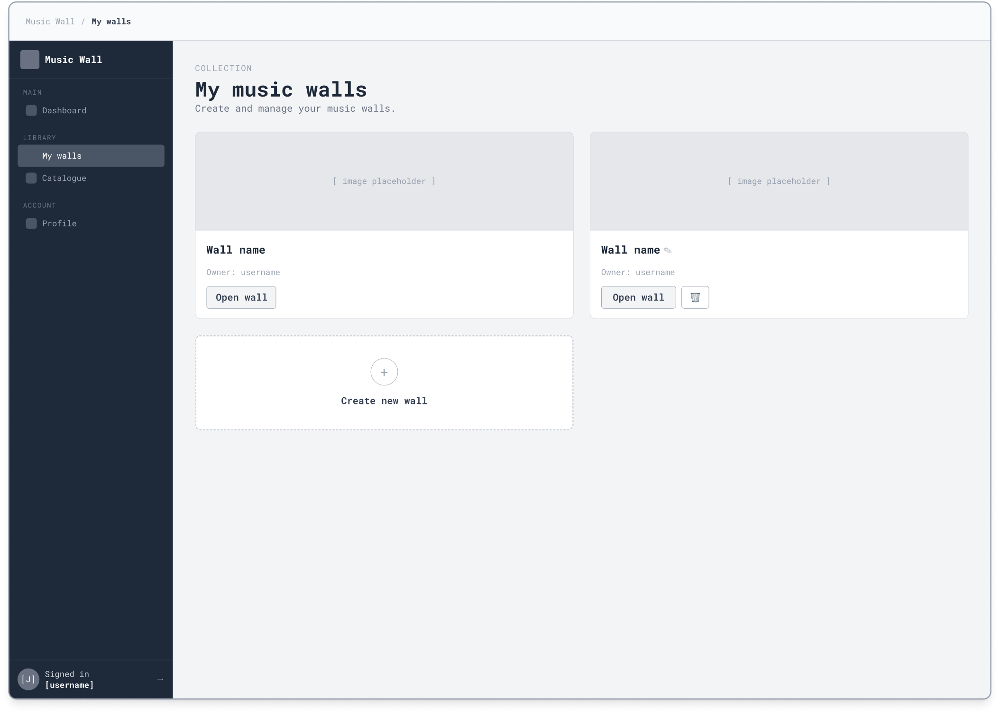 Music Wall / My walls
Music Wall
MAIN
Dashboard
LIBRARY
My walls
Catalogue
ACCOUNT
Profile
[J]
Signed in
[username]
→
COLLECTION
My music walls
Create and manage your music walls.
[ image placeholder ]
Wall name
Owner: username
Open wall
[ image placeholder ]
Wall name ✎
Owner: username
Open wall
+
Create new wall